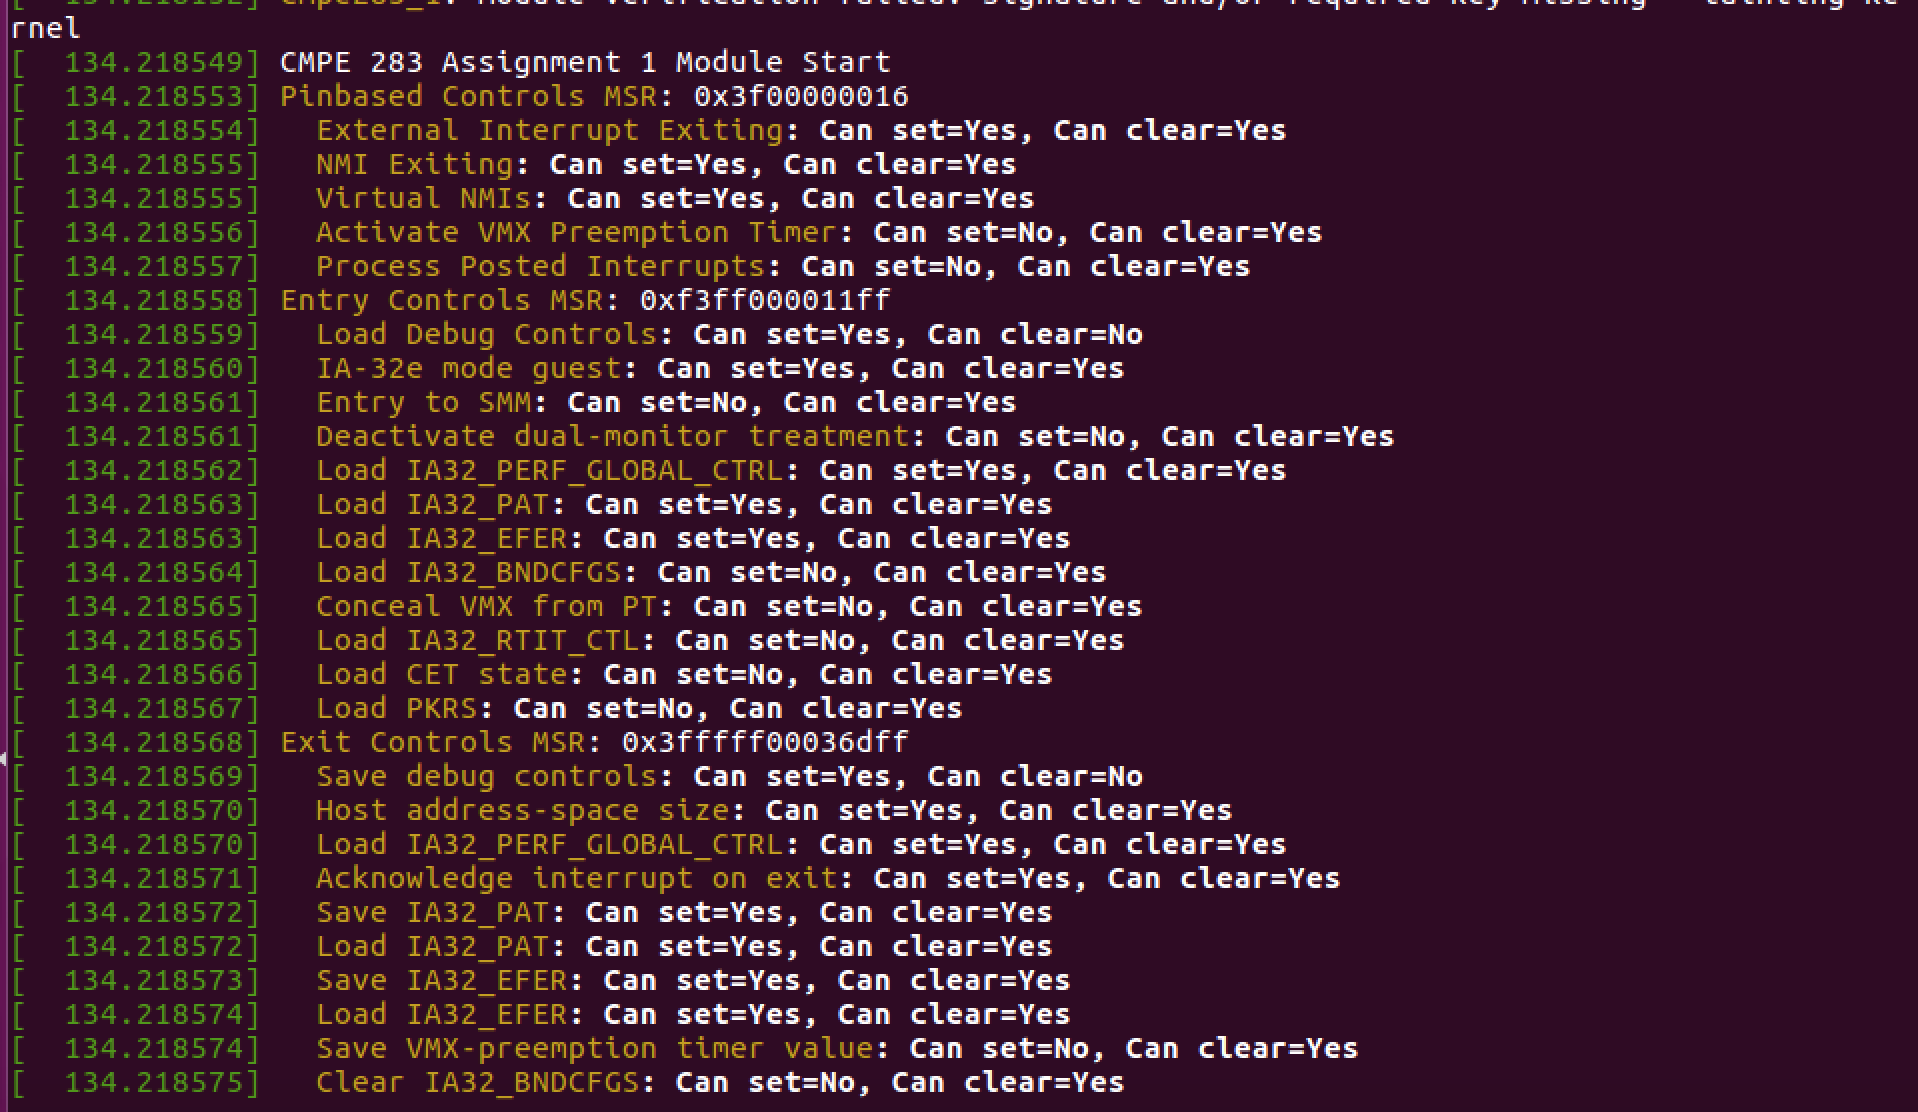 rnel
[  134.218549] CMPE 283 Assignment 1 Module Start
[  134.218553] Pinbased Controls MSR: 0x3f00000016
[  134.218554]   External Interrupt Exiting: Can set=Yes, Can clear=Yes
[  134.218555]   NMI Exiting: Can set=Yes, Can clear=Yes
[  134.218555]   Virtual NMIs: Can set=Yes, Can clear=Yes
[  134.218556]   Activate VMX Preemption Timer: Can set=No, Can clear=Yes
[  134.218557]   Process Posted Interrupts: Can set=No, Can clear=Yes
[  134.218558] Entry Controls MSR: 0xf3ff000011ff
[  134.218559]   Load Debug Controls: Can set=Yes, Can clear=No
[  134.218560]   IA-32e mode guest: Can set=Yes, Can clear=Yes
[  134.218561]   Entry to SMM: Can set=No, Can clear=Yes
[  134.218561]   Deactivate dual-monitor treatment: Can set=No, Can clear=Yes
[  134.218562]   Load IA32_PERF_GLOBAL_CTRL: Can set=Yes, Can clear=Yes
[  134.218563]   Load IA32_PAT: Can set=Yes, Can clear=Yes
[  134.218563]   Load IA32_EFER: Can set=Yes, Can clear=Yes
[  134.218564]   Load IA32_BNDCFGS: Can set=No, Can clear=Yes
[  134.218565]   Conceal VMX from PT: Can set=No, Can clear=Yes
[  134.218565]   Load IA32_RTIT_CTL: Can set=No, Can clear=Yes
[  134.218566]   Load CET state: Can set=No, Can clear=Yes
[  134.218567]   Load PKRS: Can set=No, Can clear=Yes
[  134.218568] Exit Controls MSR: 0x3fffff00036dff
[  134.218569]   Save debug controls: Can set=Yes, Can clear=No
[  134.218570]   Host address-space size: Can set=Yes, Can clear=Yes
[  134.218570]   Load IA32_PERF_GLOBAL_CTRL: Can set=Yes, Can clear=Yes
[  134.218571]   Acknowledge interrupt on exit: Can set=Yes, Can clear=Yes
[  134.218572]   Save IA32_PAT: Can set=Yes, Can clear=Yes
[  134.218572]   Load IA32_PAT: Can set=Yes, Can clear=Yes
[  134.218573]   Save IA32_EFER: Can set=Yes, Can clear=Yes
[  134.218574]   Load IA32_EFER: Can set=Yes, Can clear=Yes
[  134.218574]   Save VMX-preemption timer value: Can set=No, Can clear=Yes
[  134.218575]   Clear IA32_BNDCFGS: Can set=No, Can clear=Yes